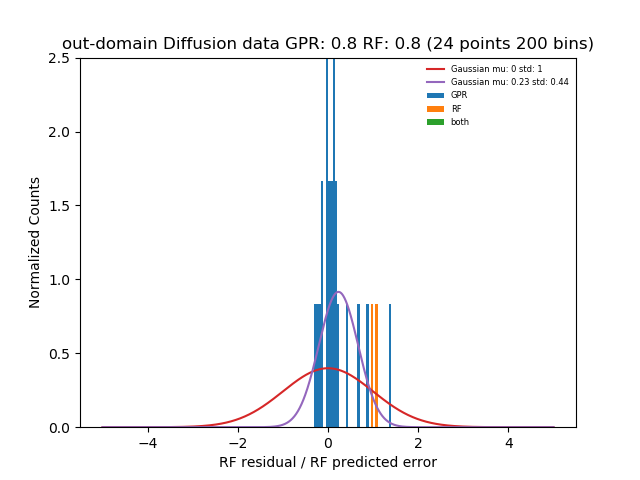 out-domain Diffusion data GPR: 0.8 RF: 0.8 (24 points 200 bins)
Gaussian mu: 0 std: 1
Gaussian mu: 0.23 std: 0.44
GPR
RF
both
Normalized Counts
2.5
2.0
1.5
1.0
0.5
0.0
−4
−2
0
2
4
RF residual / RF predicted error